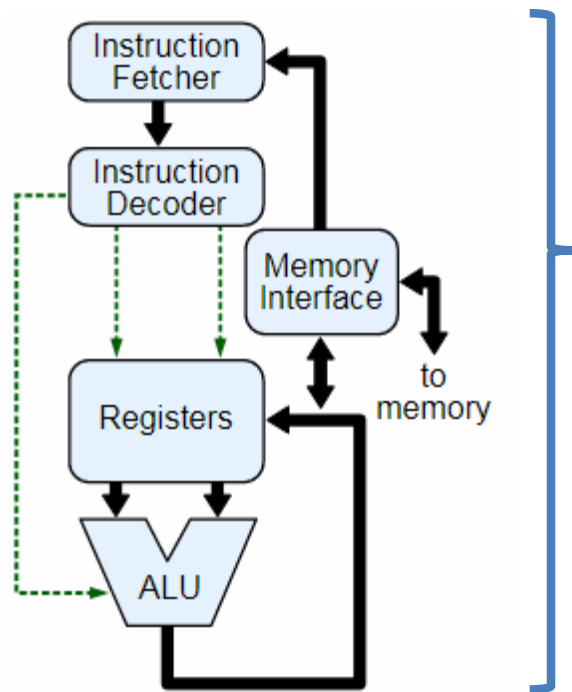 Instruction
Fetcher
Instruction
Decoder
Memory
Interface
to
memory
Registers
ALU